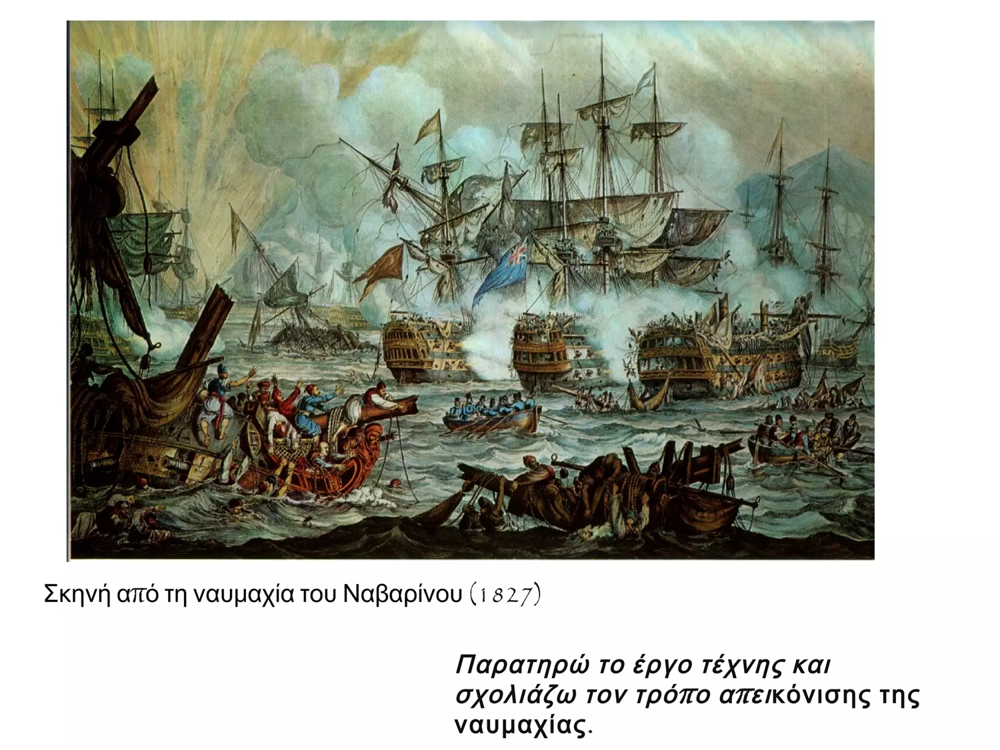 Σκηνή από τη ναυμαχία του Ναβαρίνου (1827)
Παρατηρώ το έργο τέχνης και
σχολιάζω τον τρόπο απεικόνισης της
ναυμαχίας.